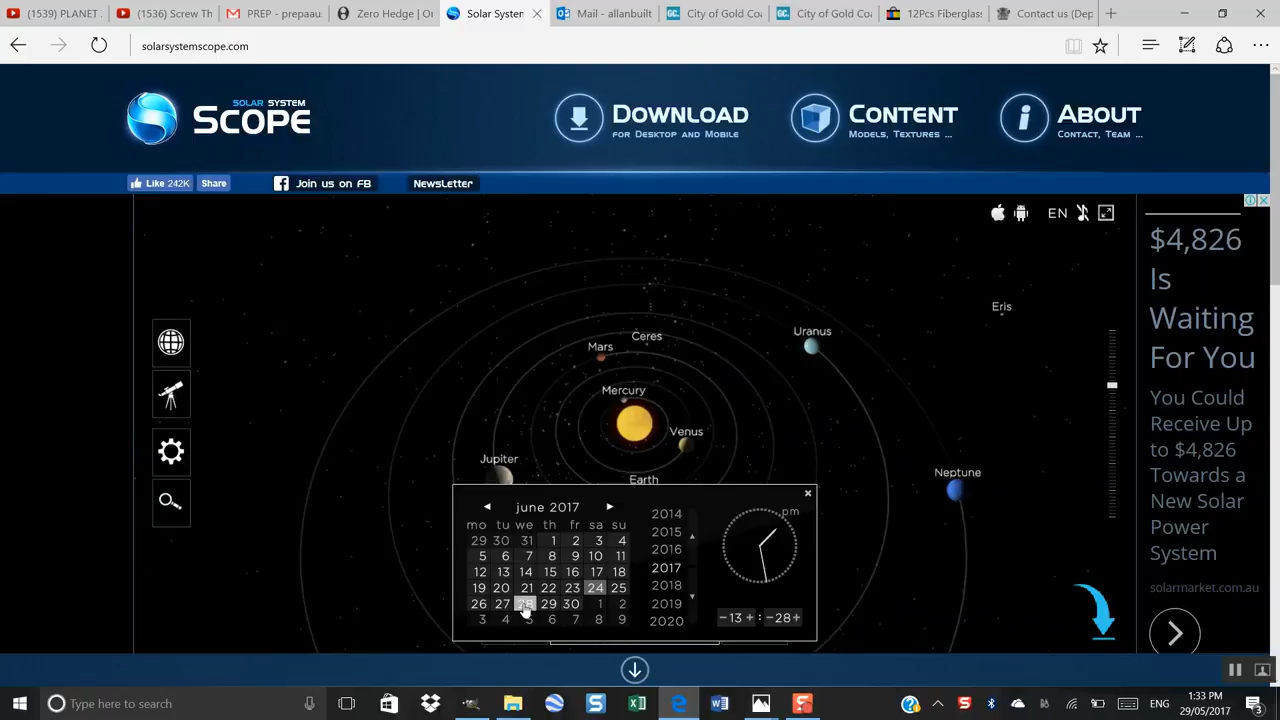 (1539) PLANET.
(1536) Screw Th
PREP - prepaau
Zero Hedge | Or
Solar System
Mail - allanbuilt
City of Gold Coa
City of Gold Coa
12Pcs Fiberglass
Contact us (Dep
solarsystemscope.com
SOLAR SYSTEM
SCOPE
DOWNLOAD
FOR DESKTOP AND MOBILE
CONTENT
MODELS, TEXTURES ...
ABOUT
CONTACT, TEAM ...
Like 242K
Share
Join us on FB
NEWSLETTER
EN
$4,826
Is
Waiting
For You
You Could
Receive Up
to $4,826
Towards a
New Solar
Power
System
solarmarket.com.au
Eris
Uranus
Ceres
Mars
Mercury
Venus
Jupiter
Neptune
Earth
june 2017
mo tu we th fr sa su
29 30 31 1 2 3 4
5 6 7 8 9 10 11
12 13 14 15 16 17 18
19 20 21 22 23 24 25
26 27 28 29 30 1 2
3 4 5 6 7 8 9
2014
2015
2016
2017
2018
2019
2020
pm
−13 + : −28+
Type here to search
ENG
1:33 PM
29/05/2017
3